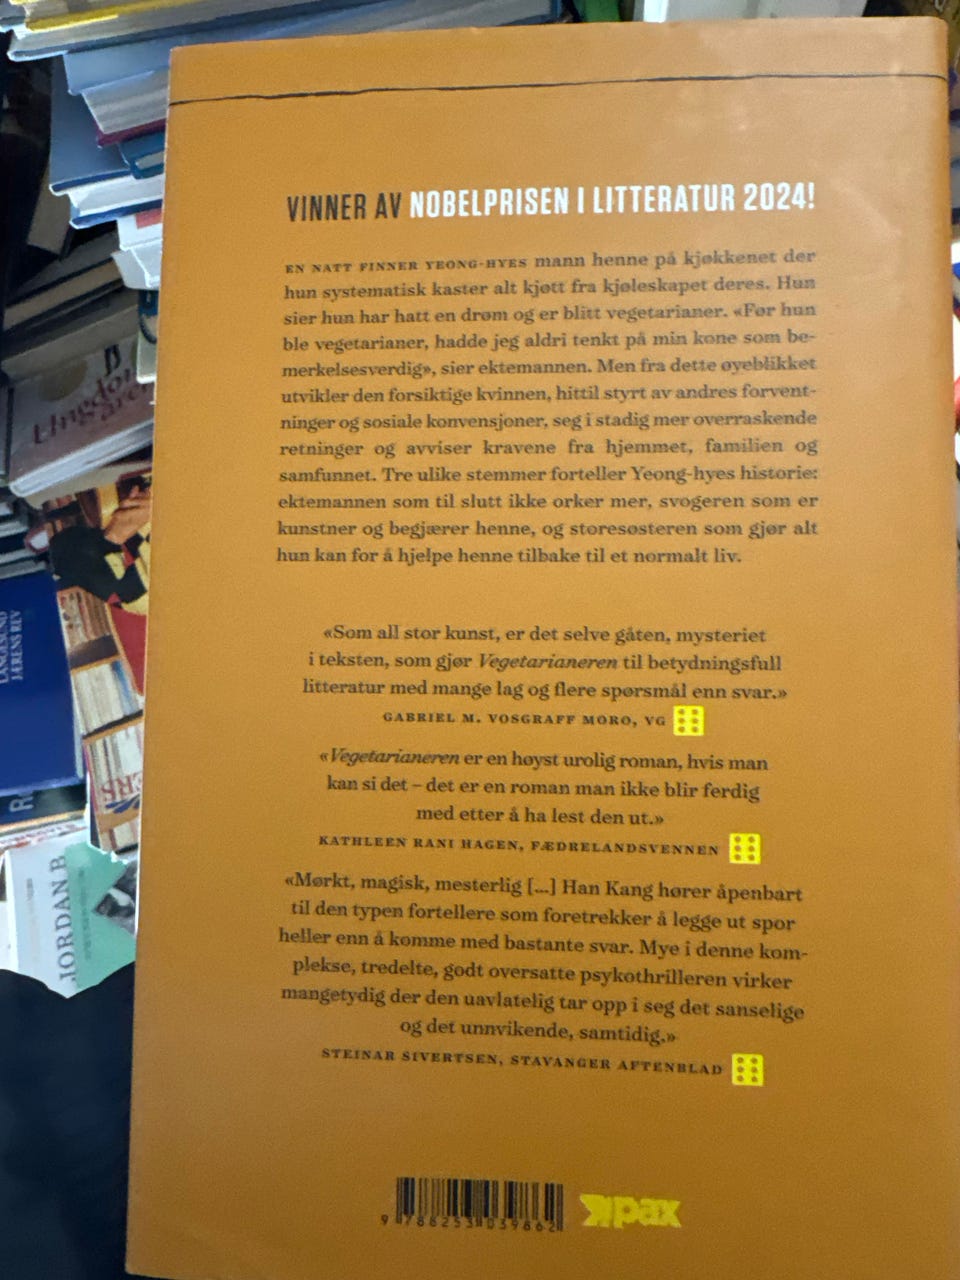 VINNER AV NOBELPRISEN I LITTERATUR 2024!
EN NATT FINNER YEONG-HYES mann henne på kjøkkenet der
hun systematisk kaster alt kjøtt fra kjøleskapet deres. Hun
sier hun har hatt en drøm og er blitt vegetarianer. «Før hun
ble vegetarianer, hadde jeg aldri tenkt på min kone som be-
merkelsesverdig», sier ektemannen. Men fra dette øyeblikket
utvikler den forsiktige kvinnen, hittil styrt av andres forvent-
ninger og sosiale konvensjoner, seg i stadig mer overraskende
retninger og avviser kravene fra hjemmet, familien og
samfunnet. Tre ulike stemmer forteller Yeong-hyes historie:
ektemannen som til slutt ikke orker mer, svogeren som er
kunstner og begjærer henne, og storesøsteren som gjør alt
hun kan for å hjelpe henne tilbake til et normalt liv.
«Som all stor kunst, er det selve gåten, mysteriet
i teksten, som gjør Vegetarianeren til betydningsfull
litteratur med mange lag og flere spørsmål enn svar.»
GABRIEL M. VOSGRAFF MORO, VG
«Vegetarianeren er en høyst urolig roman, hvis man
kan si det – det er en roman man ikke blir ferdig
med etter å ha lest den ut.»
KATHLEEN RANI HAGEN, FÆDRELANDSVENNEN
«Mørkt, magisk, mesterlig [...] Han Kang hører åpenbart
til den typen fortellere som foretrekker å legge ut spor
heller enn å komme med bastante svar. Mye i denne kom-
plekse, tredelte, godt oversatte psykothrilleren virker
mangetydig der den uavlatelig tar opp i seg det sanselige
og det unnvikende, samtidig.»
STEINAR SIVERTSEN, STAVANGER AFTENBLAD
9 788253 039862
pax
JÆRENS REV
JORDAN B